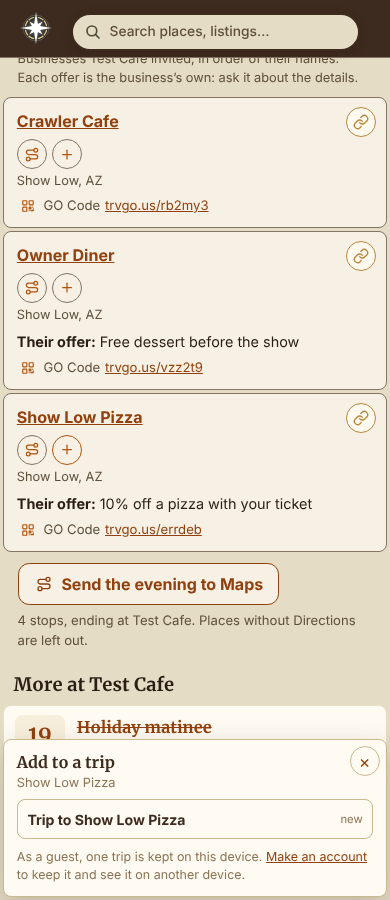 Search places, listings...
Businesses Test Cafe invited, in order of their names.
Each offer is the business's own: ask it about the details.
Crawler Cafe
Show Low, AZ
GO Code trvgo.us/rb2my3
Owner Diner
Show Low, AZ
Their offer: Free dessert before the show
GO Code trvgo.us/vzz2t9
Show Low Pizza
Show Low, AZ
Their offer: 10% off a pizza with your ticket
GO Code trvgo.us/errdeb
Send the evening to Maps
4 stops, ending at Test Cafe. Places without Directions
are left out.
More at Test Cafe
19
Holiday matinee
Add to a trip
Show Low Pizza
Trip to Show Low Pizza new
As a guest, one trip is kept on this device. Make an account
to keep it and see it on another device.